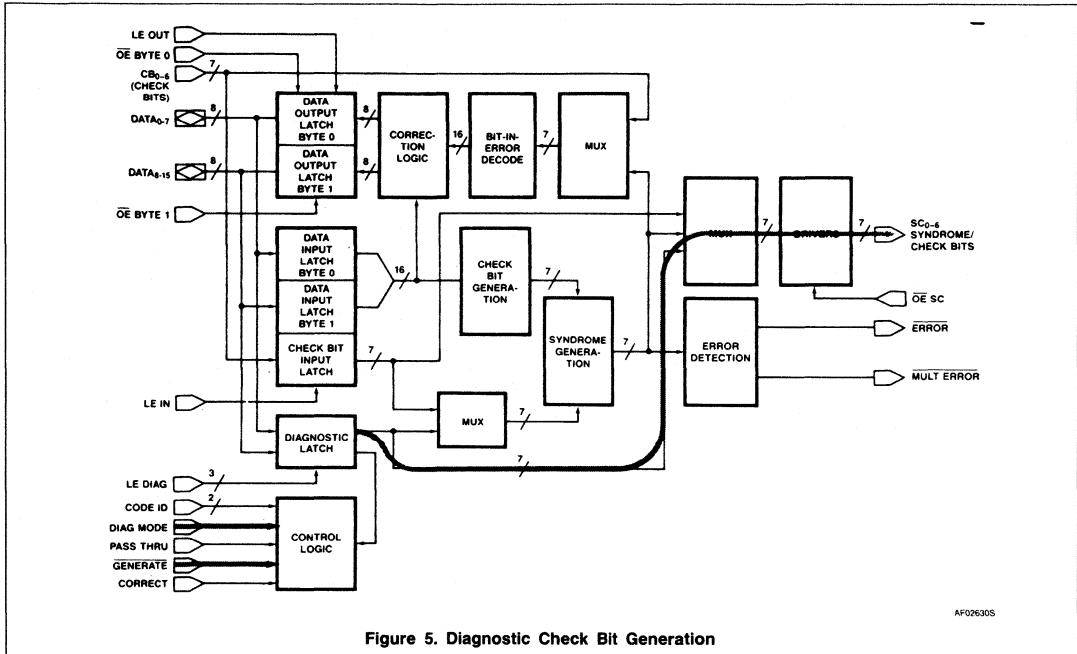 LE OUT
OE BYTE 0
CB0–6
(CHECK
BITS)
7
DATA0-7
8
DATA8-15
8
OE BYTE 1
DATA
OUTPUT
LATCH
BYTE 0
DATA
OUTPUT
LATCH
BYTE 1
8
8
CORREC-
TION
LOGIC
16
BIT-IN-
ERROR
DECODE
7
MUX
DATA
INPUT
LATCH
BYTE 0
DATA
INPUT
LATCH
BYTE 1
CHECK BIT
INPUT
LATCH
16
7
CHECK
BIT
GENERA-
TION
7
SYNDROME
GENERA-
TION
7
MUX
7
LE IN
DIAGNOSTIC
LATCH
7
LE DIAG
3
CODE ID
2
DIAG MODE
PASS THRU
GENERATE
CORRECT
CONTROL
LOGIC
MUX
7
DRIVERS
7
SC0–6
SYNDROME/
CHECK BITS
OE SC
ERROR
DETECTION
ERROR
MULT ERROR
AF02630S
Figure 5. Diagnostic Check Bit Generation